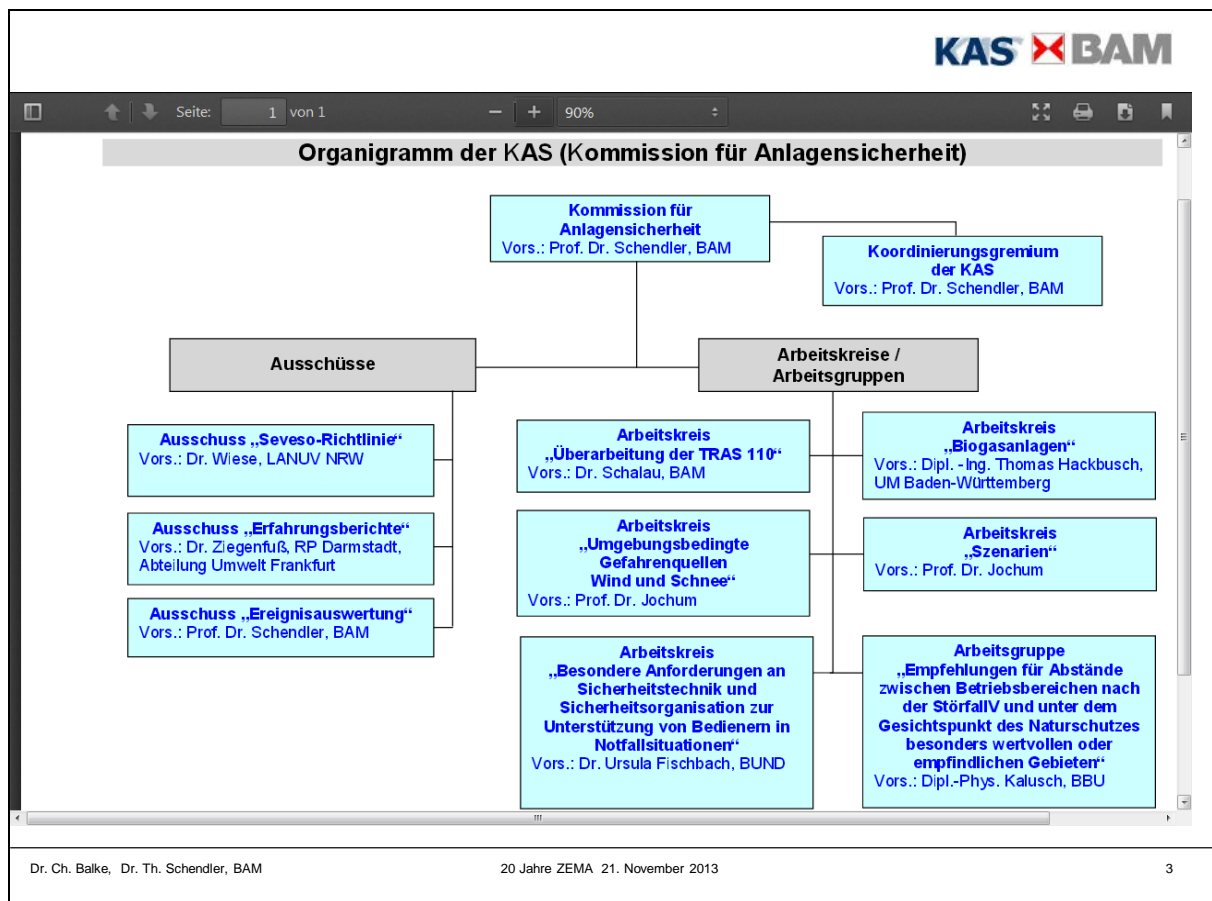 KAS BAM
Seite: 1 von 1 90%
Organigramm der KAS (Kommission für Anlagensicherheit)
Kommission für
Anlagensicherheit
Vors.: Prof. Dr. Schendler, BAM
Koordinierungsgremium
der KAS
Vors.: Prof. Dr. Schendler, BAM
Ausschüsse
Arbeitskreise /
Arbeitsgruppen
Ausschuss „Seveso-Richtlinie“
Vors.: Dr. Wiese, LANUV NRW
Ausschuss „Erfahrungsberichte“
Vors.: Dr. Ziegenfuß, RP Darmstadt,
Abteilung Umwelt Frankfurt
Ausschuss „Ereignisauswertung“
Vors.: Prof. Dr. Schendler, BAM
Arbeitskreis
„Überarbeitung der TRAS 110“
Vors.: Dr. Schalau, BAM
Arbeitskreis
„Umgebungsbedingte
Gefahrenquellen
Wind und Schnee“
Vors.: Prof. Dr. Jochum
Arbeitskreis
„Besondere Anforderungen an
Sicherheitstechnik und
Sicherheitsorganisation zur
Unterstützung von Bedienern in
Notfallsituationen“
Vors.: Dr. Ursula Fischbach, BUND
Arbeitskreis
„Biogasanlagen“
Vors.: Dipl. -Ing. Thomas Hackbusch,
UM Baden-Württemberg
Arbeitskreis
„Szenarien“
Vors.: Prof. Dr. Jochum
Arbeitsgruppe
„Empfehlungen für Abstände
zwischen Betriebsbereichen nach
der StörfallV und unter dem
Gesichtspunkt des Naturschutzes
besonders wertvollen oder
empfindlichen Gebieten“
Vors.: Dipl.-Phys. Kalusch, BBU
Dr. Ch. Balke, Dr. Th. Schendler, BAM 20 Jahre ZEMA 21. November 2013 3